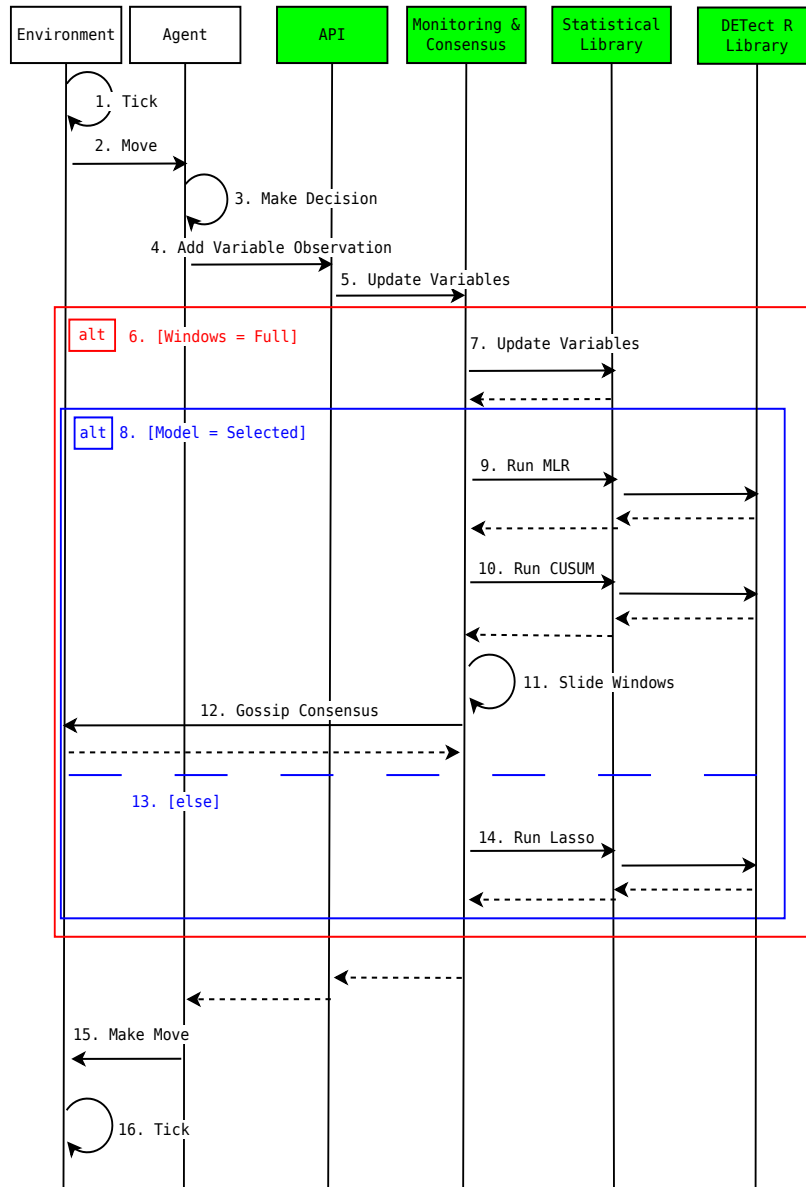 Environment
Agent
API
Monitoring &
Consensus
Statistical
Library
DETect R
Library
1. Tick
2. Move
3. Make Decision
4. Add Variable Observation
5. Update Variables
alt
6. [Windows = Full]
7. Update Variables
alt
8. [Model = Selected]
9. Run MLR
10. Run CUSUM
11. Slide Windows
12. Gossip Consensus
13. [else]
14. Run Lasso
15. Make Move
16. Tick